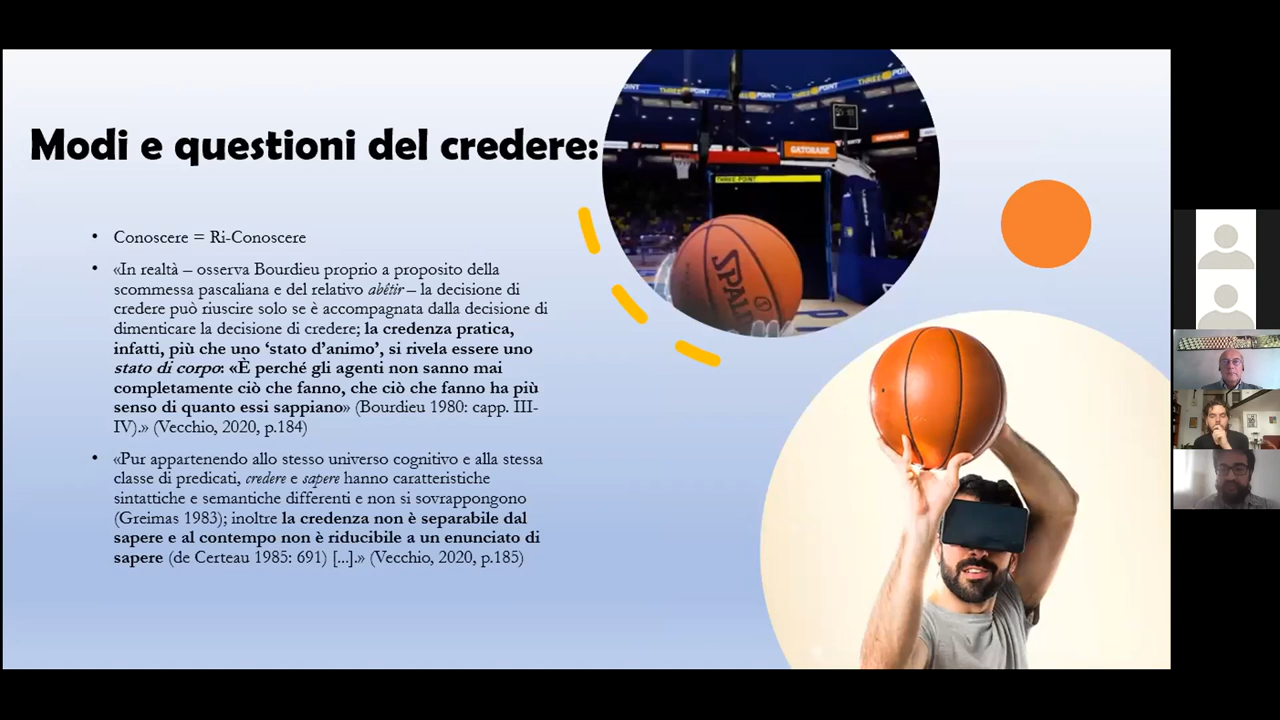 Modi e questioni del credere:
• Conoscere = Ri-Conoscere
• «In realtà – osserva Bourdieu proprio a proposito della
scommessa pascaliana e del relativo abétir – la decisione di
credere può riuscire solo se è accompagnata dalla decisione di
dimenticare la decisione di credere; la credenza pratica,
infatti, più che uno ‘stato d’animo’, si rivela essere uno
stato di corpo: «È perché gli agenti non sanno mai
completamente ciò che fanno, che ciò che fanno ha più
senso di quanto essi sappiano» (Bourdieu 1980: capp. III-
IV).» (Vecchio, 2020, p.184)
• «Pur appartenendo allo stesso universo cognitivo e alla stessa
classe di predicati, credere e sapere hanno caratteristiche
sintattiche e semantiche differenti e non si sovrappongono
(Greimas 1983); inoltre la credenza non è separabile dal
sapere e al contempo non è riducibile a un enunciato di
sapere (de Certeau 1985: 691) [...].» (Vecchio, 2020, p.185)
THREE POINT
THREE POINT
GATORADE
THREE POINT
SPALD